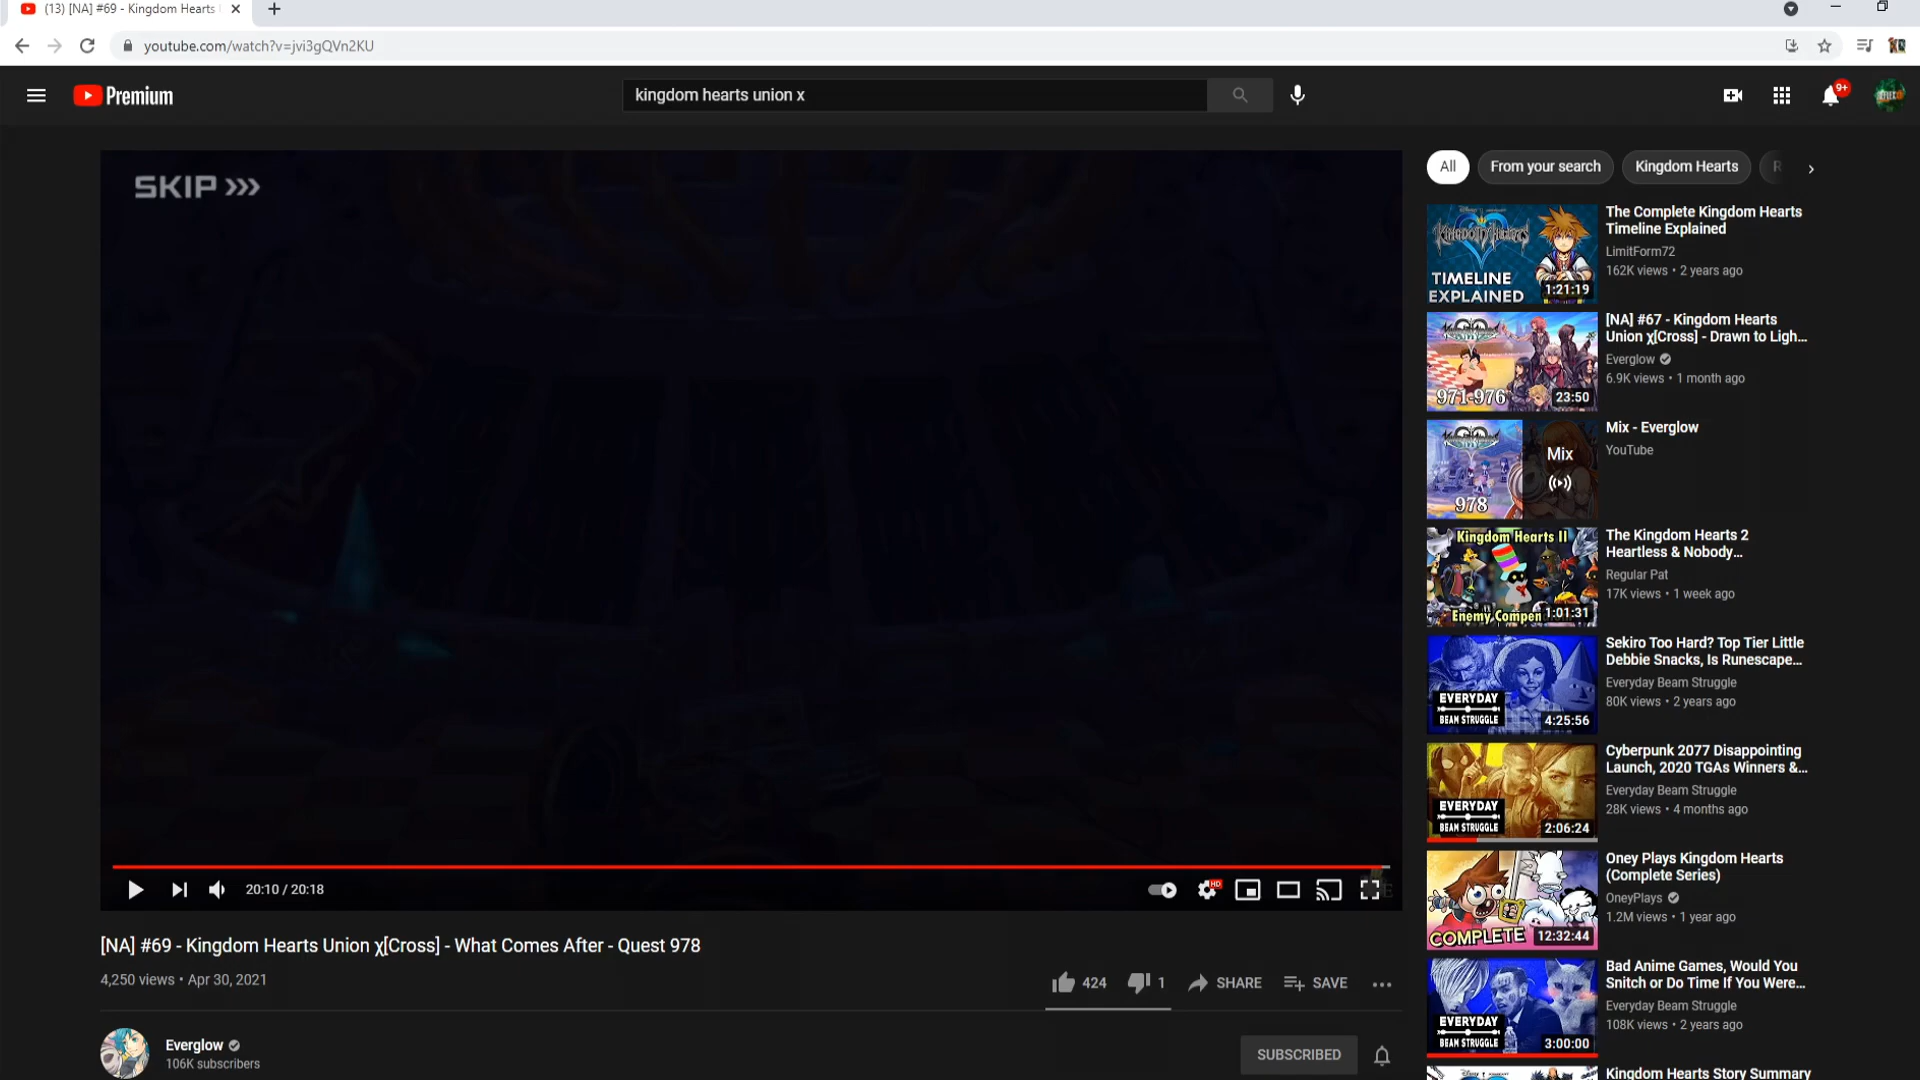 (13) [NA] #69 - Kingdom Hearts
youtube.com/watch?v=jvi3gQVn2KU
Premium
kingdom hearts union x
9+
SKIP >>>
20:10 / 20:18
HD
[NA] #69 - Kingdom Hearts Union χ[Cross] - What Comes After - Quest 978
4,250 views • Apr 30, 2021
424
1
SHARE
SAVE
Everglow
106K subscribers
SUBSCRIBED
All
From your search
Kingdom Hearts
R
KINGDOM HEARTS
TIMELINE
EXPLAINED
1:21:19
The Complete Kingdom Hearts
Timeline Explained
LimitForm72
162K views • 2 years ago
971-976
23:50
[NA] #67 - Kingdom Hearts
Union χ[Cross] - Drawn to Ligh...
Everglow
6.9K views • 1 month ago
978
Mix
Mix - Everglow
YouTube
Kingdom Hearts II
Enemy Compen
1:01:31
The Kingdom Hearts 2
Heartless & Nobody...
Regular Pat
17K views • 1 week ago
EVERYDAY
BEAM STRUGGLE
4:25:56
Sekiro Too Hard? Top Tier Little
Debbie Snacks, Is Runescape...
Everyday Beam Struggle
80K views • 2 years ago
EVERYDAY
BEAM STRUGGLE
2:06:24
Cyberpunk 2077 Disappointing
Launch, 2020 TGAs Winners &...
Everyday Beam Struggle
28K views • 4 months ago
COMPLETE
12:32:44
Oney Plays Kingdom Hearts
(Complete Series)
OneyPlays
1.2M views • 1 year ago
EVERYDAY
BEAM STRUGGLE
3:00:00
Bad Anime Games, Would You
Snitch or Do Time If You Were...
Everyday Beam Struggle
108K views • 2 years ago
Kingdom Hearts Story Summary